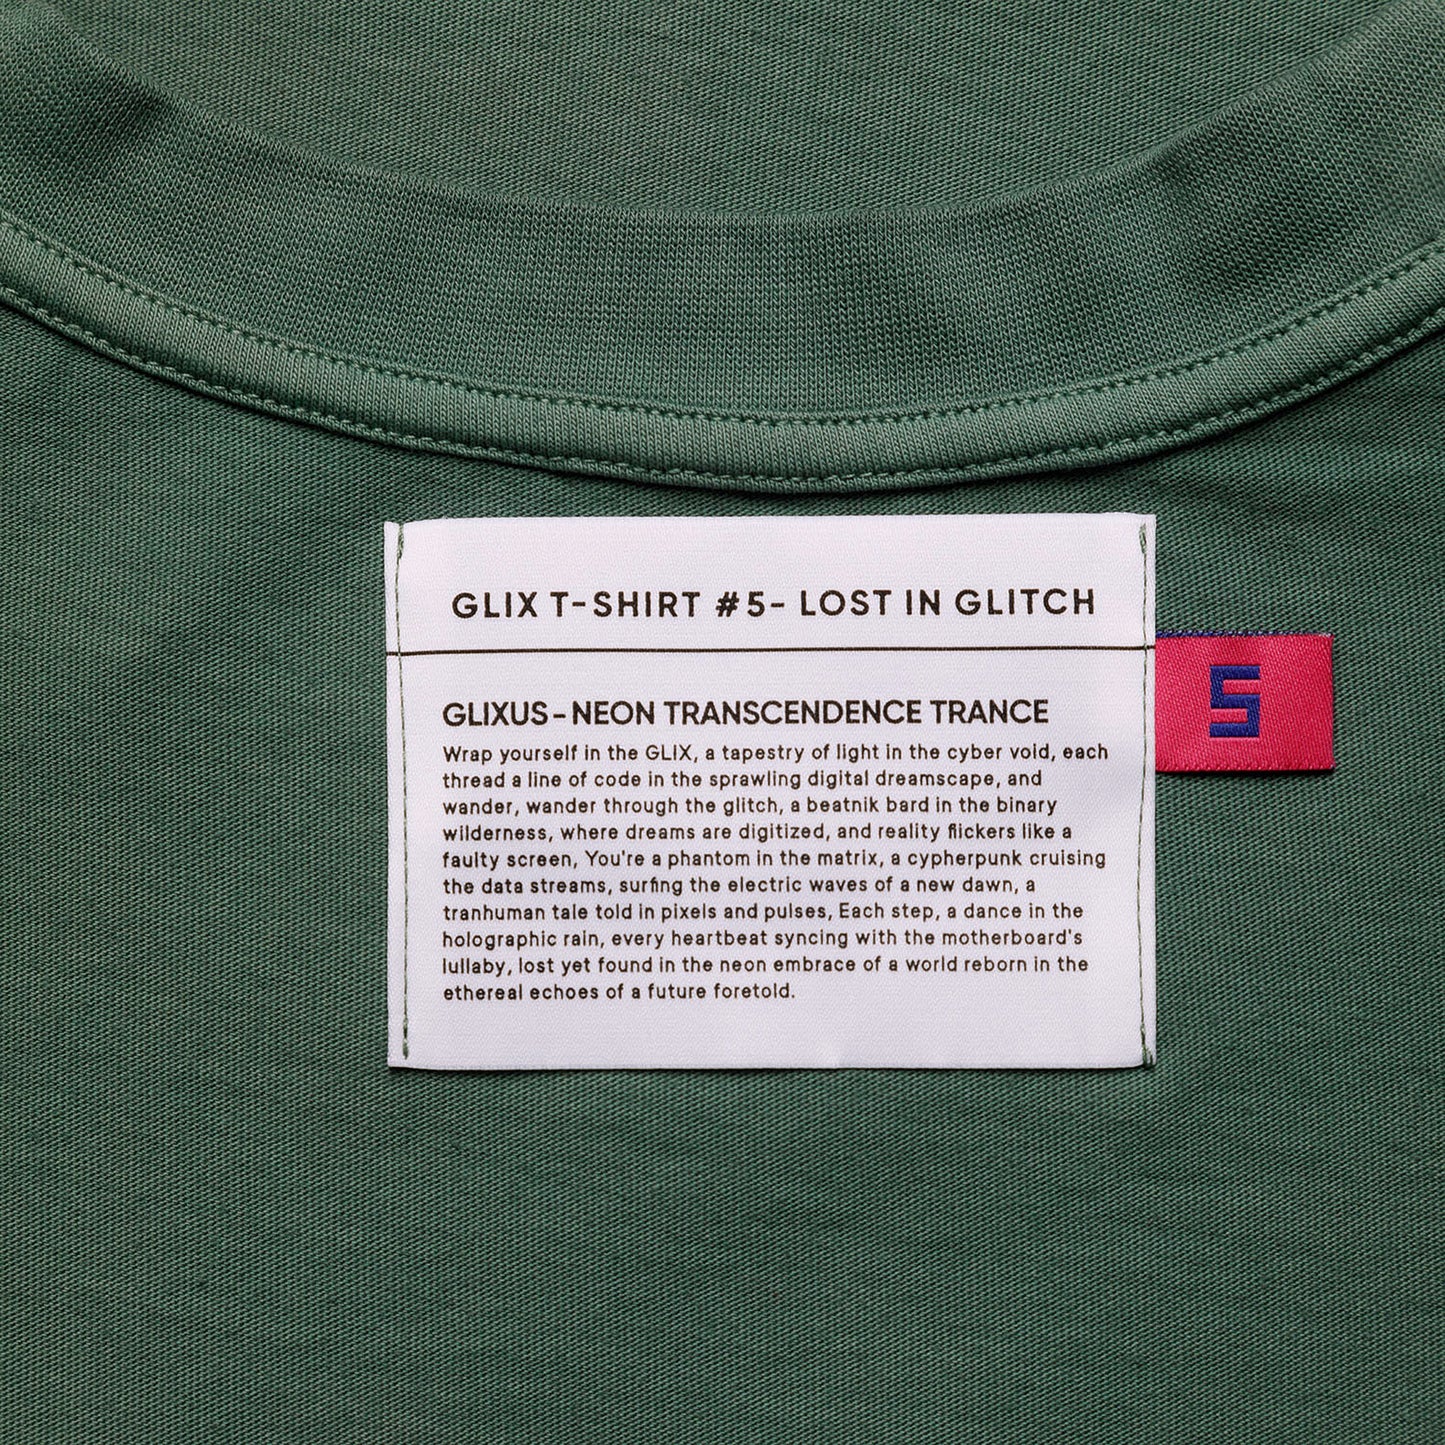 GLIX T-SHIRT #5- LOST IN GLITCH
GLIXUS - NEON TRANSCENDENCE TRANCE
Wrap yourself in the GLIX, a tapestry of light in the cyber void, each
thread a line of code in the sprawling digital dreamscape, and
wander, wander through the glitch, a beatnik bard in the binary
wilderness, where dreams are digitized, and reality flickers like a
faulty screen, You're a phantom in the matrix, a cypherpunk cruising
the data streams, surfing the electric waves of a new dawn, a
tranhuman tale told in pixels and pulses, Each step, a dance in the
holographic rain, every heartbeat syncing with the motherboard's
lullaby, lost yet found in the neon embrace of a world reborn in the
ethereal echoes of a future foretold.
5